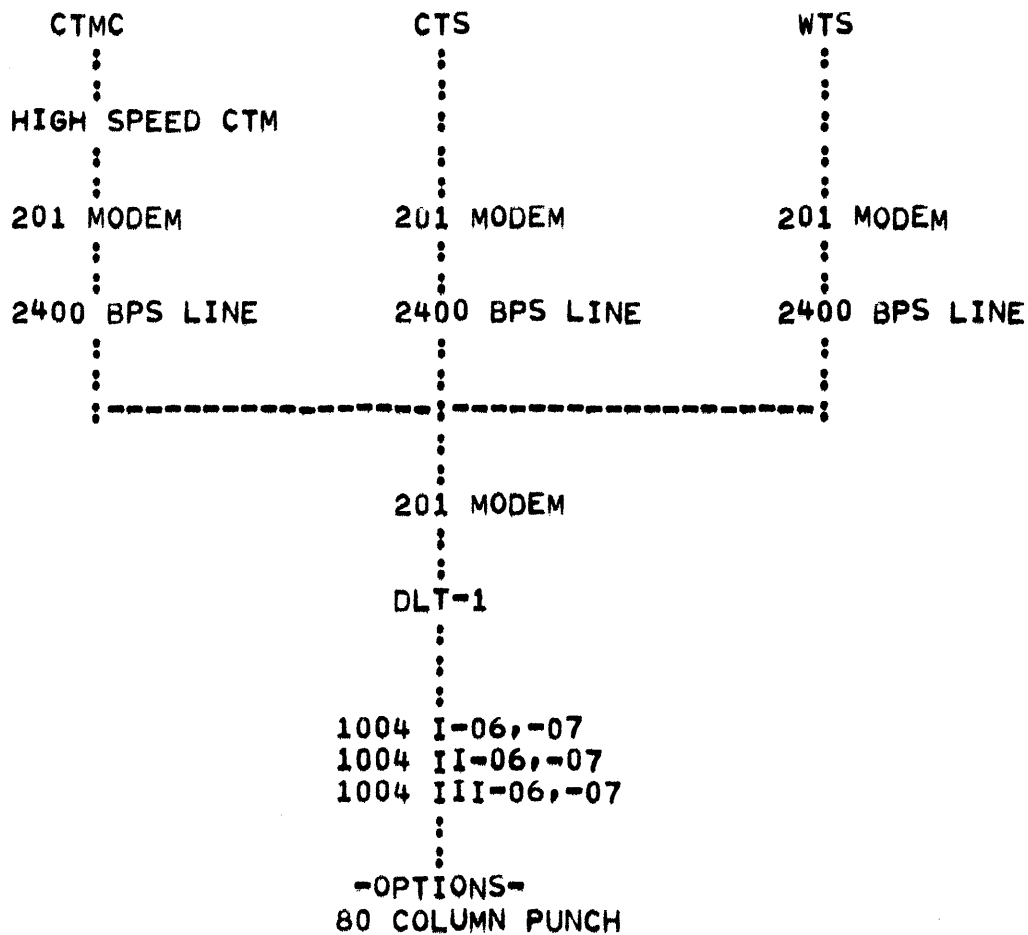 CTMC CTS WTS
HIGH SPEED CTM
201 MODEM 201 MODEM 201 MODEM
2400 BPS LINE 2400 BPS LINE 2400 BPS LINE
201 MODEM
DLT-1
1004 I-06,-07
1004 II-06,-07
1004 III-06,-07
-OPTIONS-
80 COLUMN PUNCH